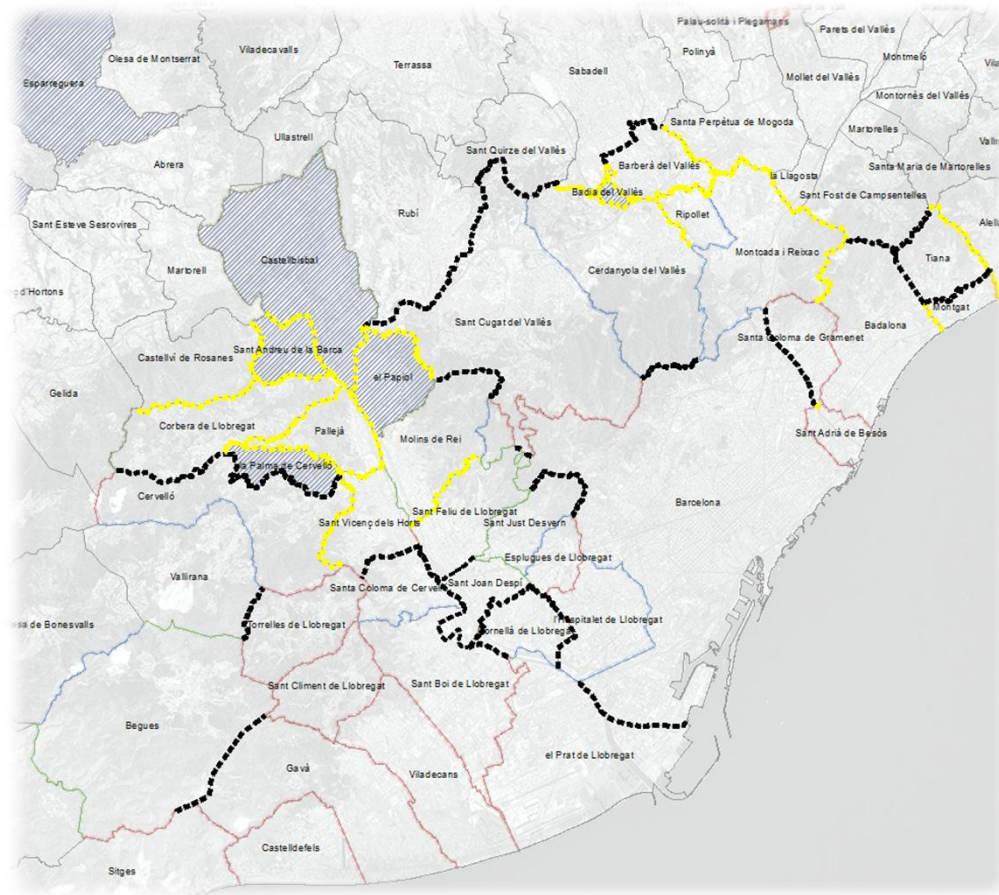 Palau-solità i Plegamans
Parets del Vallès
Viladecavalls
Olesa de Montserrat
Polinyà
Montmeló
Terrassa
Sabadell
Mollet del Vallès
Esparreguera
Montornès del Vallès
Santa Perpètua de Mogoda
Martorelles
Ullastrell
Sant Quirze del Vallès
Abrera
Barberà del Vallès
Santa Maria de Martorelles
la Llagosta
Badia del Vallès
Sant Fost de Campsentelles
Rubí
Ripollet
Sant Esteve Sesrovires
Montcada i Reixac
Tiana
Castellbisbal
Martorell
Cerdanyola del Vallès
Montgat
Sant Cugat del Vallès
Badalona
Santa Coloma de Gramenet
Sant Andreu de la Barca
Castellví de Rosanes
el Papiol
Gelida
Corbera de Llobregat
Pallejà
Sant Adrià de Besòs
Molins de Rei
la Palma de Cervelló
Cervelló
Barcelona
Sant Feliu de Llobregat
Sant Vicenç dels Horts
Sant Just Desvern
Esplugues de Llobregat
Vallirana
Sant Joan Despí
Santa Coloma de Cervelló
l'Hospitalet de Llobregat
Torrelles de Llobregat
Cornellà de Llobregat
Sant Climent de Llobregat
Sant Boi de Llobregat
Begues
el Prat de Llobregat
Gavà
Viladecans
Castelldefels
Sitges